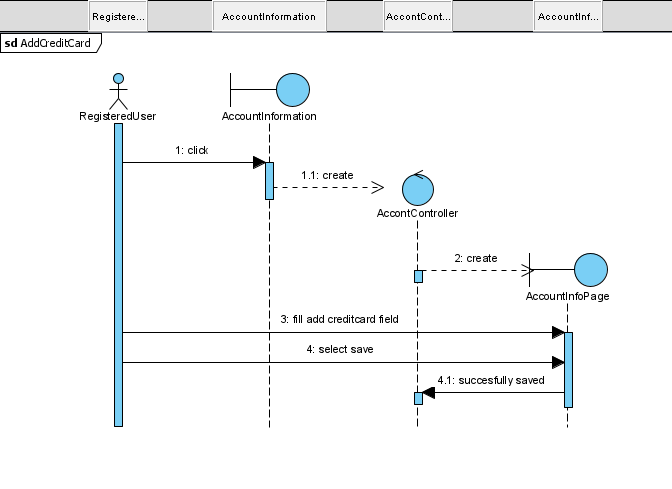 Registere...
AccountInformation
AccontCont...
AccountInf...
sd AddCreditCard
RegisteredUser
AccountInformation
1: click
1.1: create
AccontController
2: create
AccountInfoPage
3: fill add creditcard field
4: select save
4.1: succesfully saved